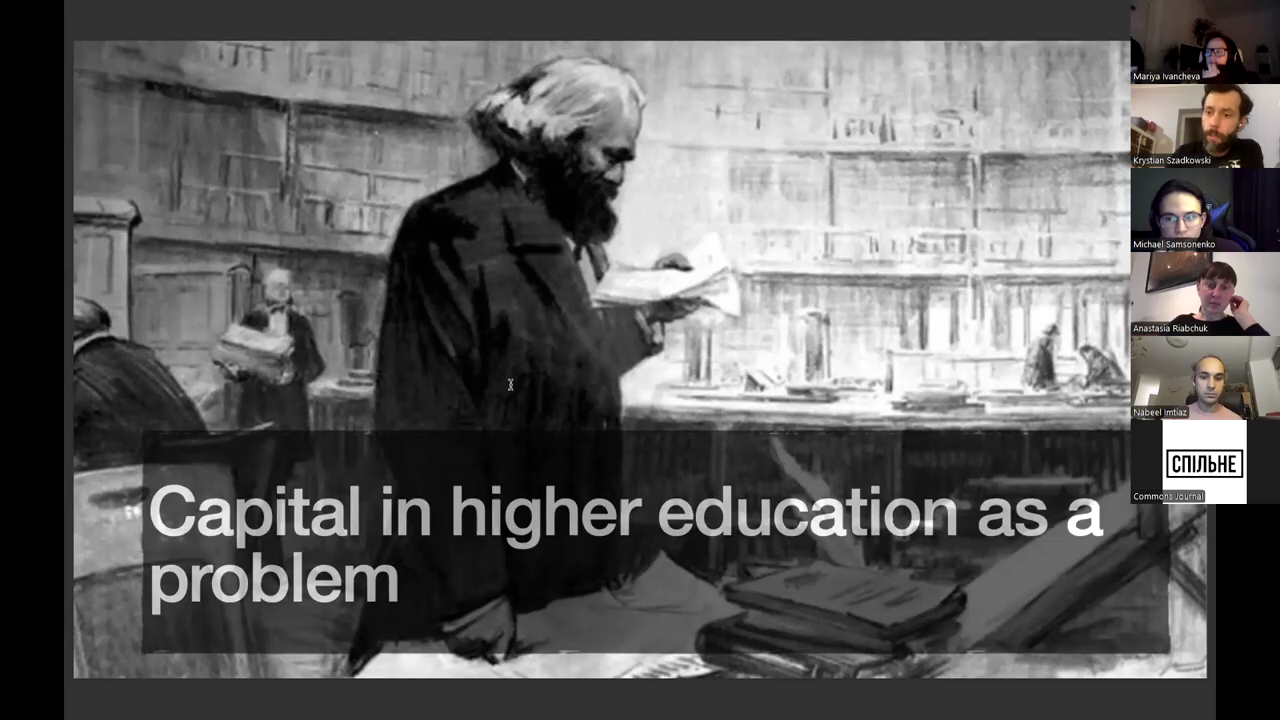 Capital in higher education as a
problem
Mariya Ivancheva
Krystian Szadkowski
Michael Samsonenko
Anastasia Riabchuk
Nabeel Imtiaz
СПІЛЬНЕ
Commons Journal